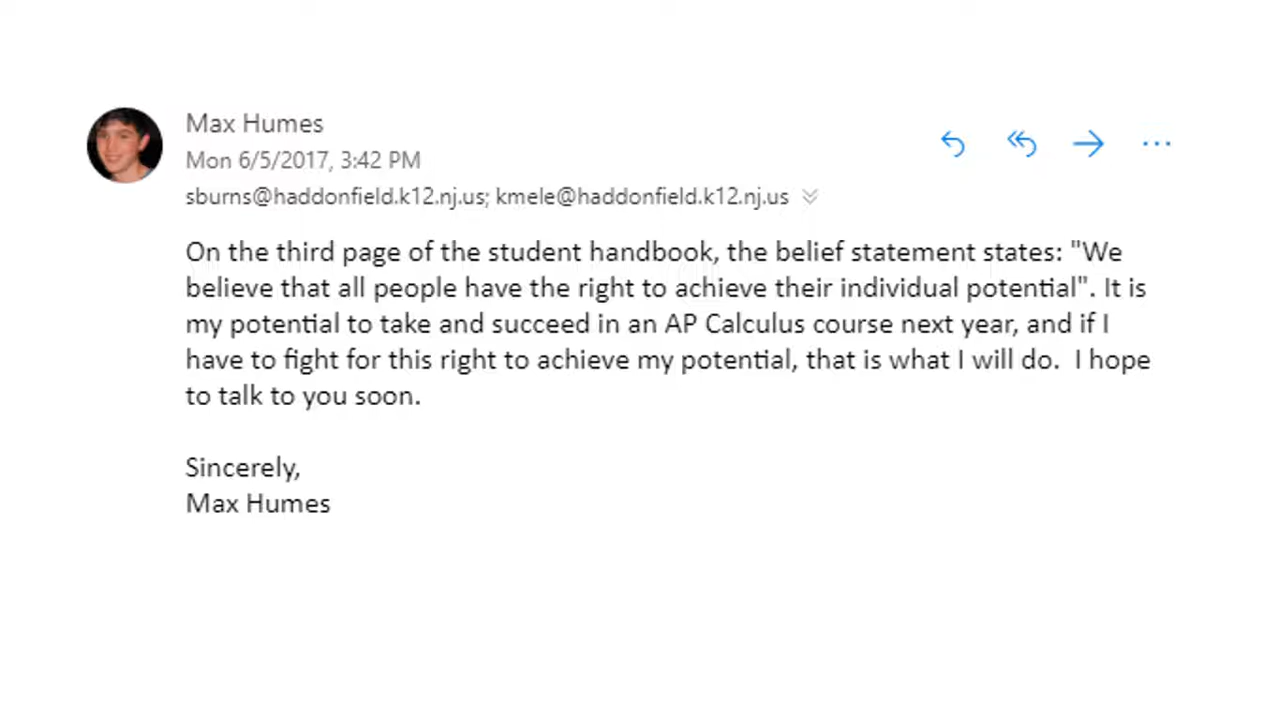 Max Humes
Mon 6/5/2017, 3:42 PM
sburns@haddonfield.k12.nj.us; kmele@haddonfield.k12.nj.us
On the third page of the student handbook, the belief statement states: "We
believe that all people have the right to achieve their individual potential". It is
my potential to take and succeed in an AP Calculus course next year, and if I
have to fight for this right to achieve my potential, that is what I will do.  I hope
to talk to you soon.
Sincerely,
Max Humes